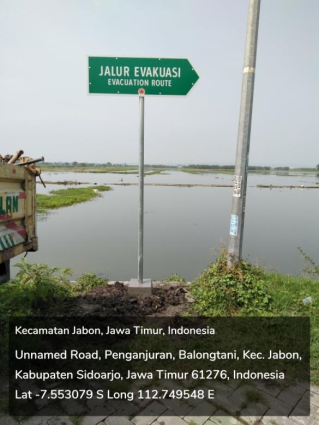 JALUR EVAKUASI
EVACUATION ROUTE
LAN
Kecamatan Jabon, Jawa Timur, Indonesia
Unnamed Road, Penganjuran, Balongtani, Kec. Jabon,
Kabupaten Sidoarjo, Jawa Timur 61276, Indonesia
Lat -7.553079 S Long 112.749548 E